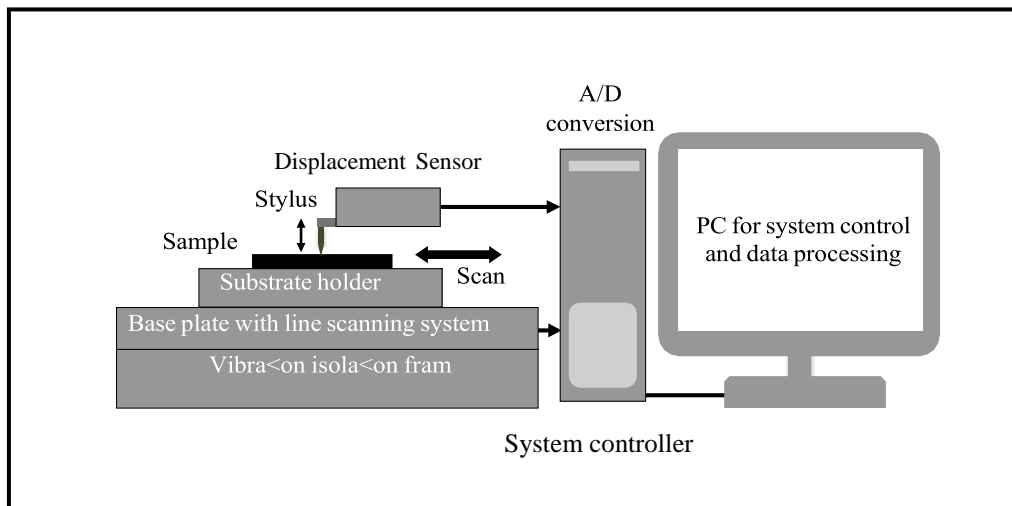 A/D
conversion
Displacement Sensor
Stylus
Sample
Scan
Substrate holder
Base plate with line scanning system
Vibra<on isola<on fram
PC for system control
and data processing
System controller